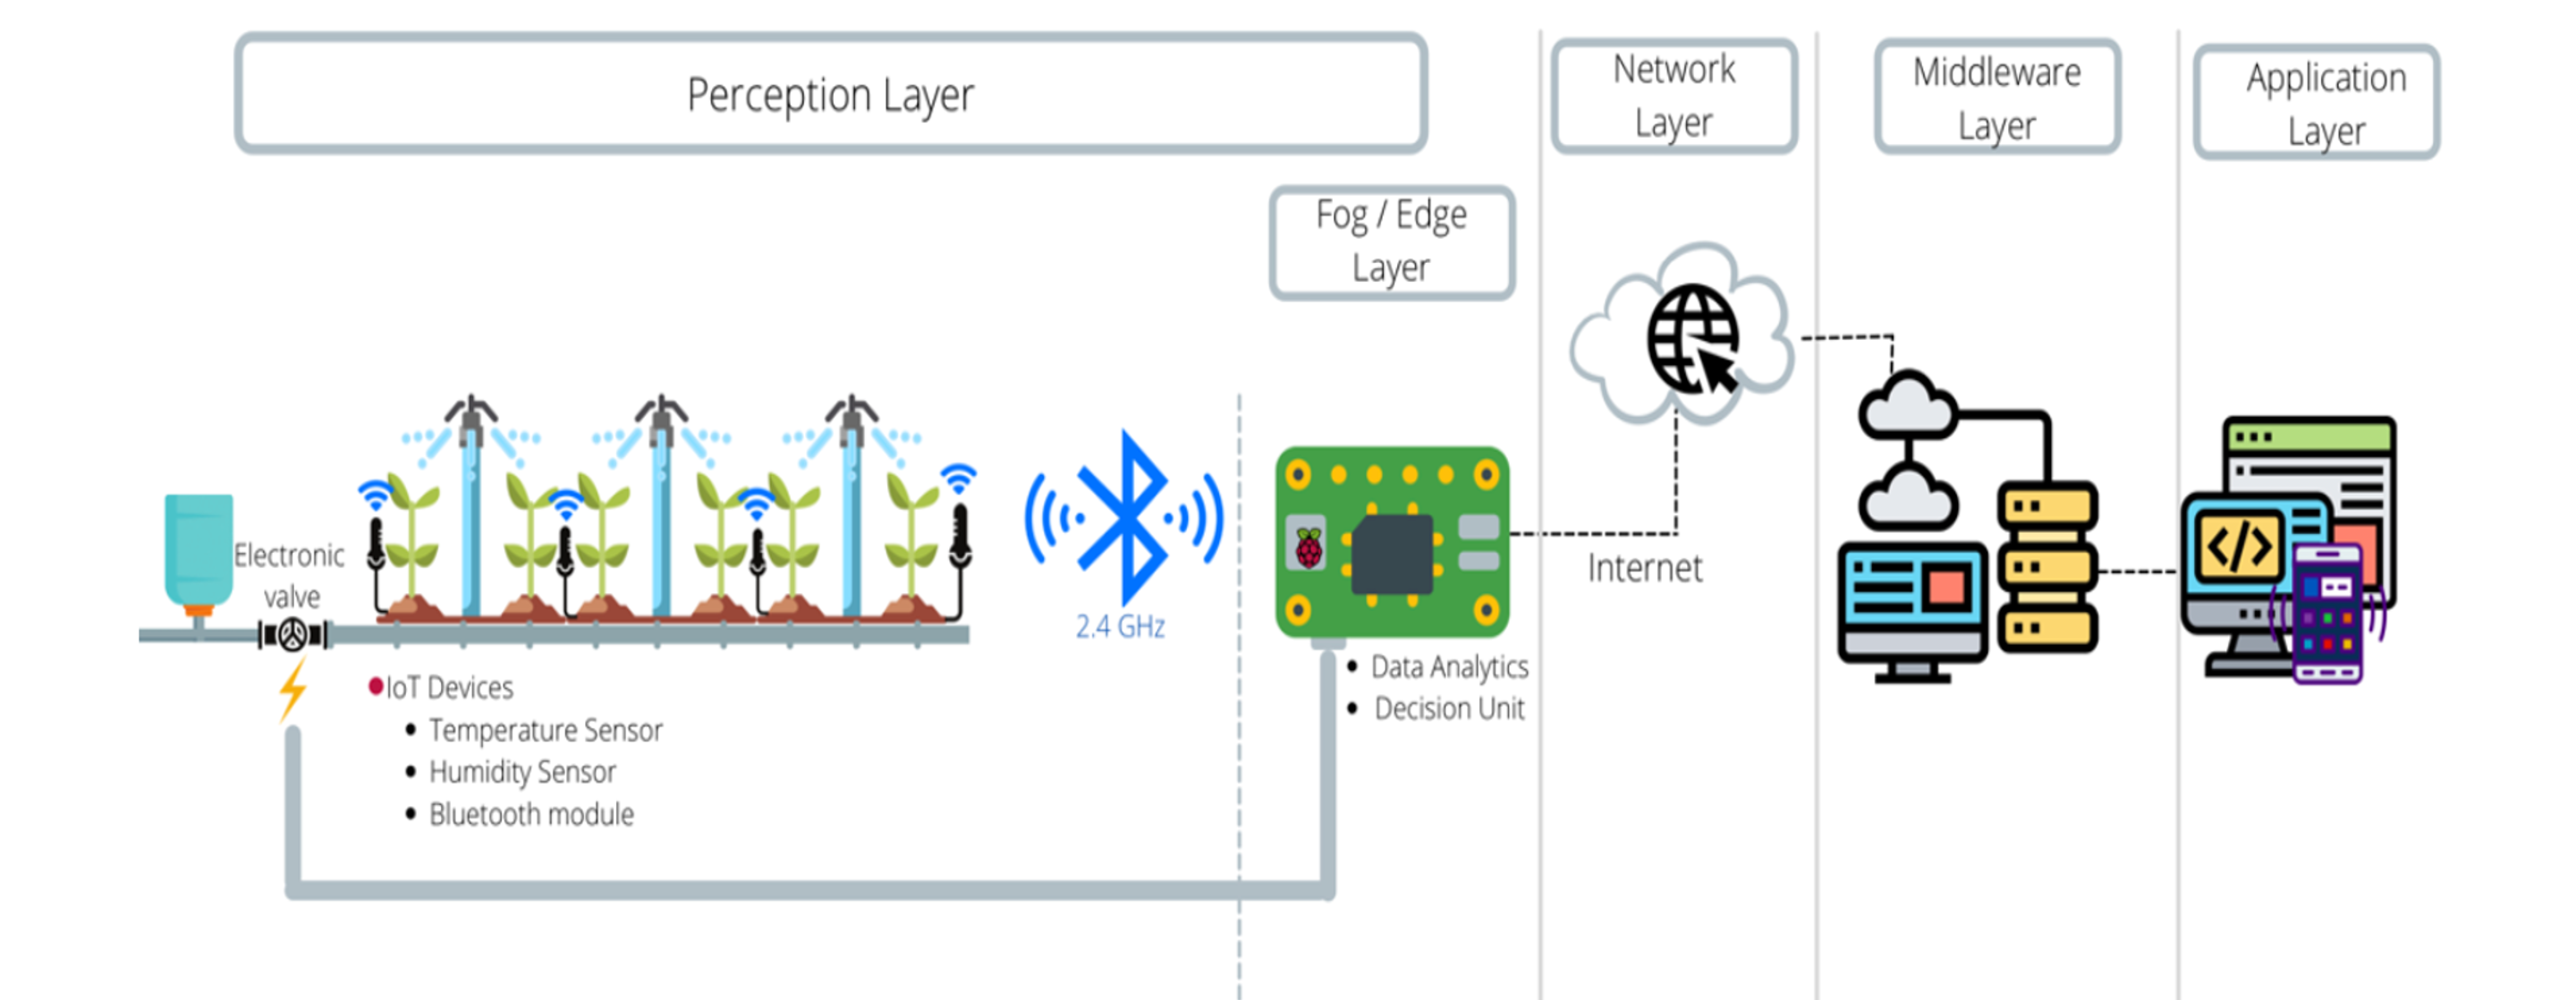 Perception Layer
Network
Layer
Middleware
Layer
Application
Layer
Fog / Edge
Layer
Electronic
valve
2.4 GHz
Internet
• Data Analytics
• Decision Unit
IoT Devices
• Temperature Sensor
• Humidity Sensor
• Bluetooth module